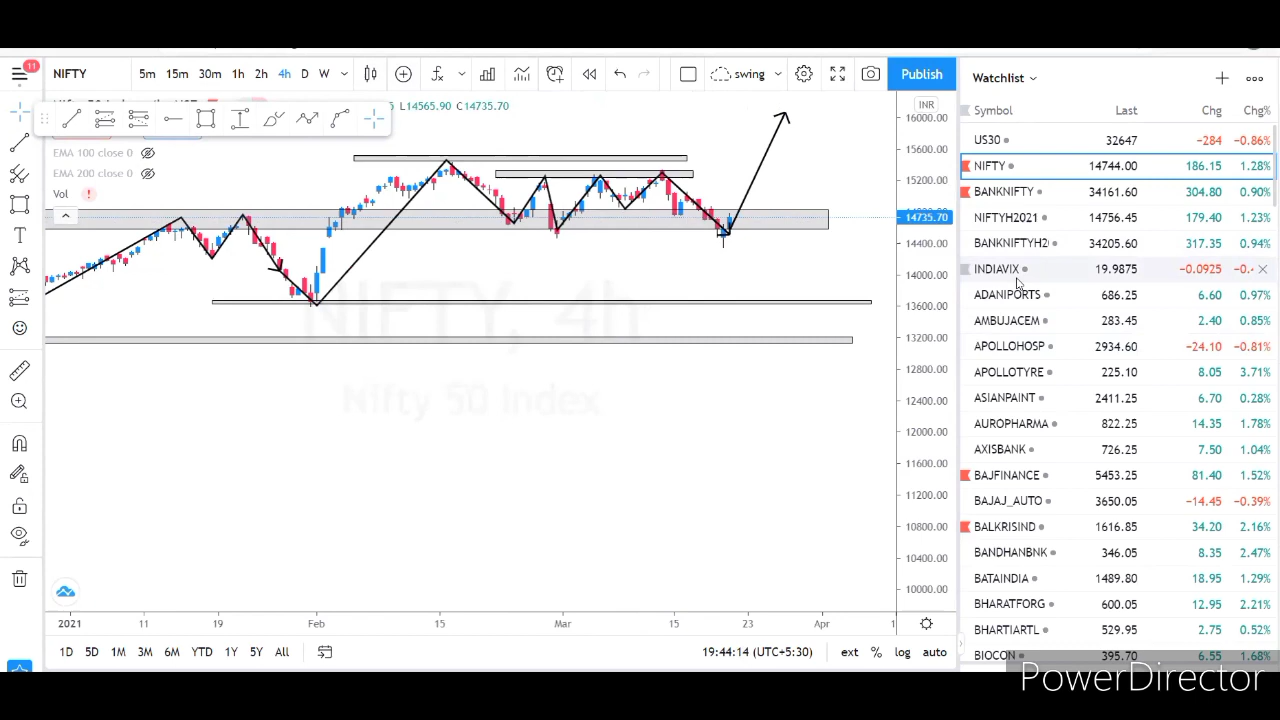 NIFTY 5m 15m 30m 1h 2h 4h D W swing Publish
11
L14565.90 C14735.70
EMA 100 close 0
EMA 200 close 0
Vol
NIFTY, 4h
Nifty 50 Index
INR
16000.00
15600.00
15200.00
14735.70
14400.00
14000.00
13600.00
13200.00
12800.00
12400.00
12000.00
11600.00
11200.00
10800.00
10400.00
10000.00
2021 11 19 Feb 15 Mar 15 23 Apr 1
1D 5D 1M 3M 6M YTD 1Y 5Y All 19:44:14 (UTC+5:30) ext % log auto
Watchlist
Symbol Last Chg Chg%
US30 32647 −284 −0.86%
NIFTY 14744.00 186.15 1.28%
BANKNIFTY 34161.60 304.80 0.90%
NIFTYH2021 14756.45 179.40 1.23%
BANKNIFTYH2 34205.60 317.35 0.94%
INDIAVIX 19.9875 −0.0925
ADANIPORTS 686.25 6.60 0.97%
AMBUJACEM 283.45 2.40 0.85%
APOLLOHOSP 2934.60 −24.10 −0.81%
APOLLOTYRE 225.10 8.05 3.71%
ASIANPAINT 2411.25 6.70 0.28%
AUROPHARMA 822.25 14.35 1.78%
AXISBANK 726.25 7.50 1.04%
BAJFINANCE 5453.25 81.40 1.52%
BAJAJ_AUTO 3650.05 −14.45 −0.39%
BALKRISIND 1616.85 34.20 2.16%
BANDHANBNK 346.05 8.35 2.47%
BATAINDIA 1489.80 18.95 1.29%
BHARATFORG 600.05 12.95 2.21%
BHARTIARTL 529.95 2.75 0.52%
BIOCON 395.70 6.55 1.68%
PowerDirector